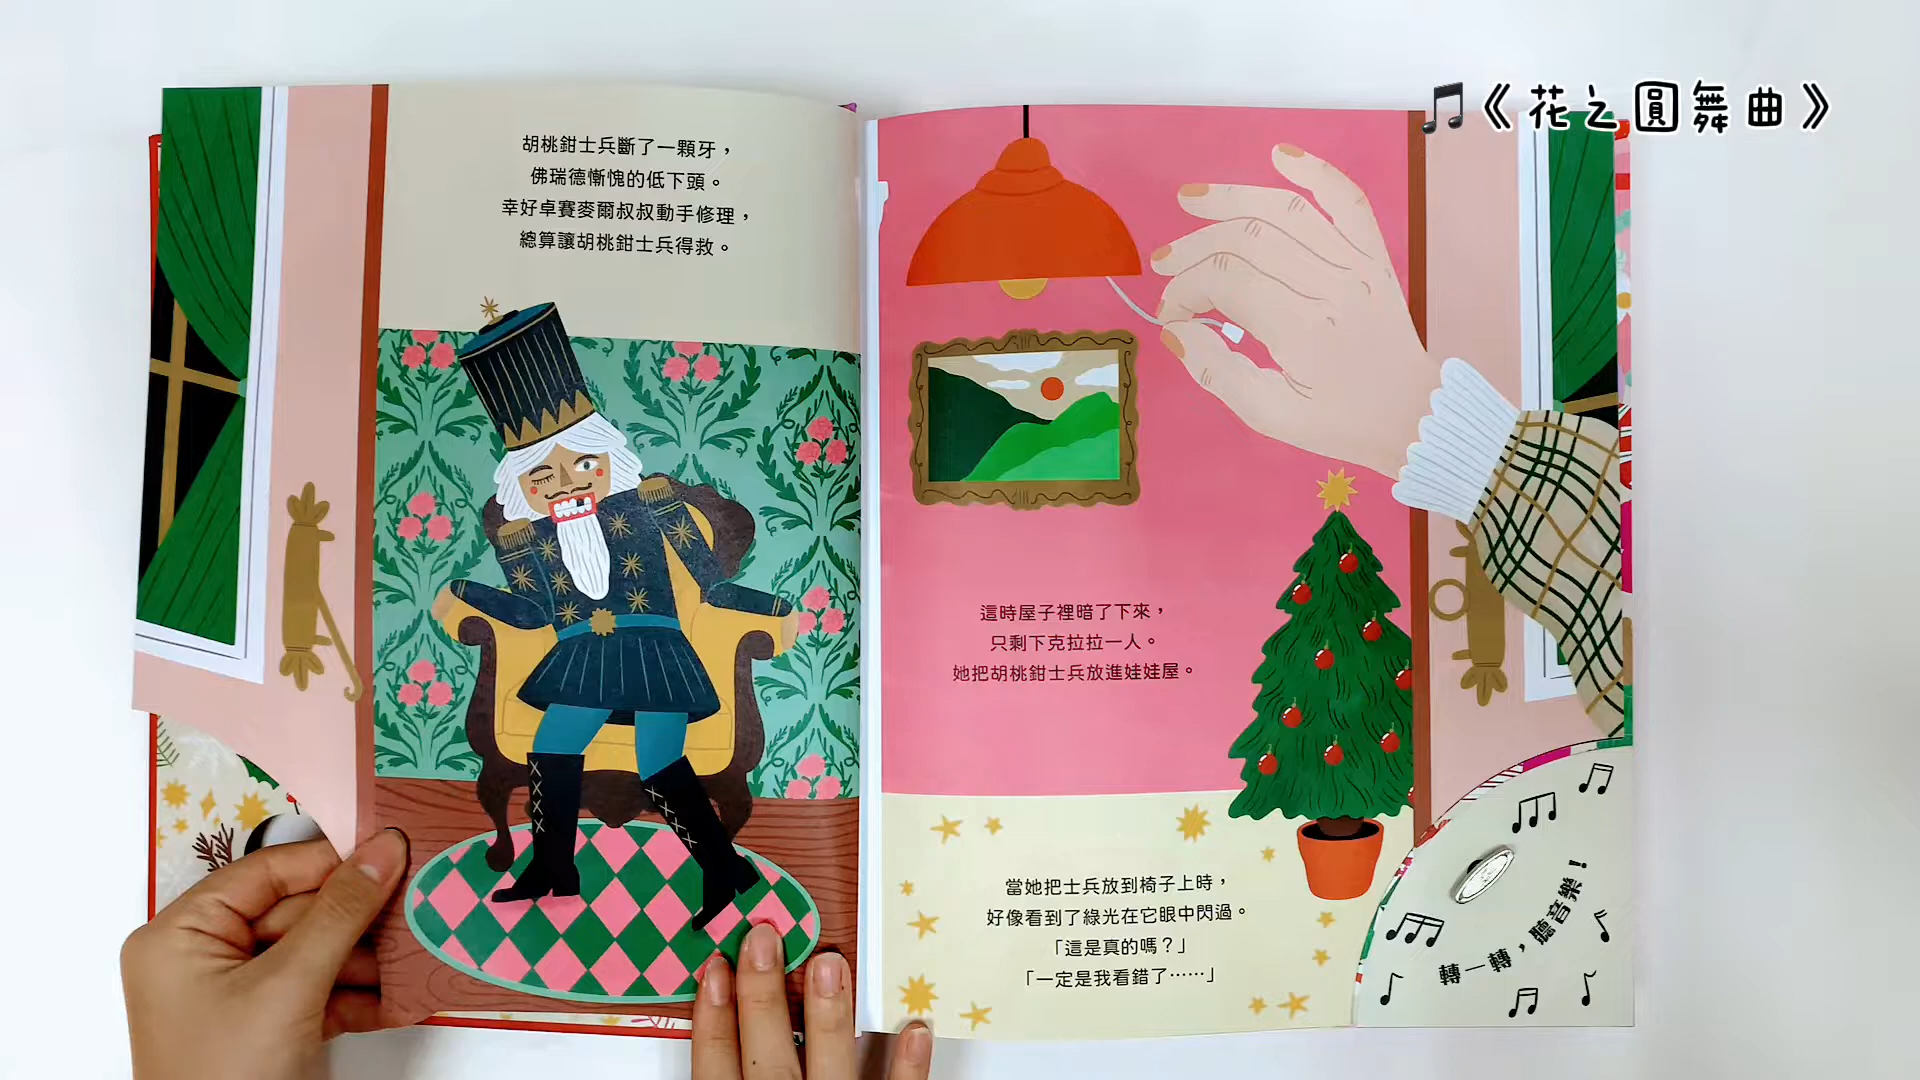 🎵《花之圓舞曲》
胡桃鉗士兵斷了一顆牙，
佛瑞德慚愧的低下頭。
幸好卓賽麥爾叔叔動手修理，
總算讓胡桃鉗士兵得救。
這時屋子裡暗了下來，
只剩下克拉拉一人。
她把胡桃鉗士兵放進娃娃屋。
當她把士兵放到椅子上時，
好像看到了綠光在它眼中閃過。
「這是真的嗎？」
「一定是我看錯了……」
轉一轉，聽音樂！